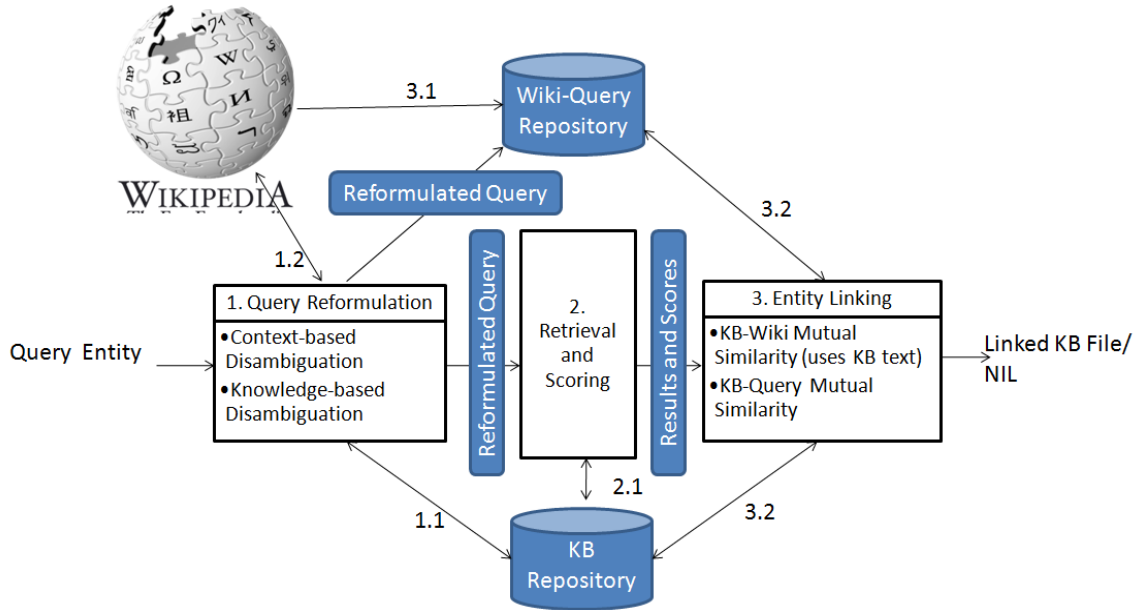 WIKIPEDIA
3.1
Wiki-Query
Repository
Reformulated Query
1.2
3.2
1. Query Reformulation
•Context-based
Disambiguation
•Knowledge-based
Disambiguation
Query Entity
Reformulated Query
2.
Retrieval
and
Scoring
Results and Scores
3. Entity Linking
•KB-Wiki Mutual
Similarity (uses KB text)
•KB-Query Mutual
Similarity
Linked KB File/
NIL
1.1
2.1
3.2
KB
Repository